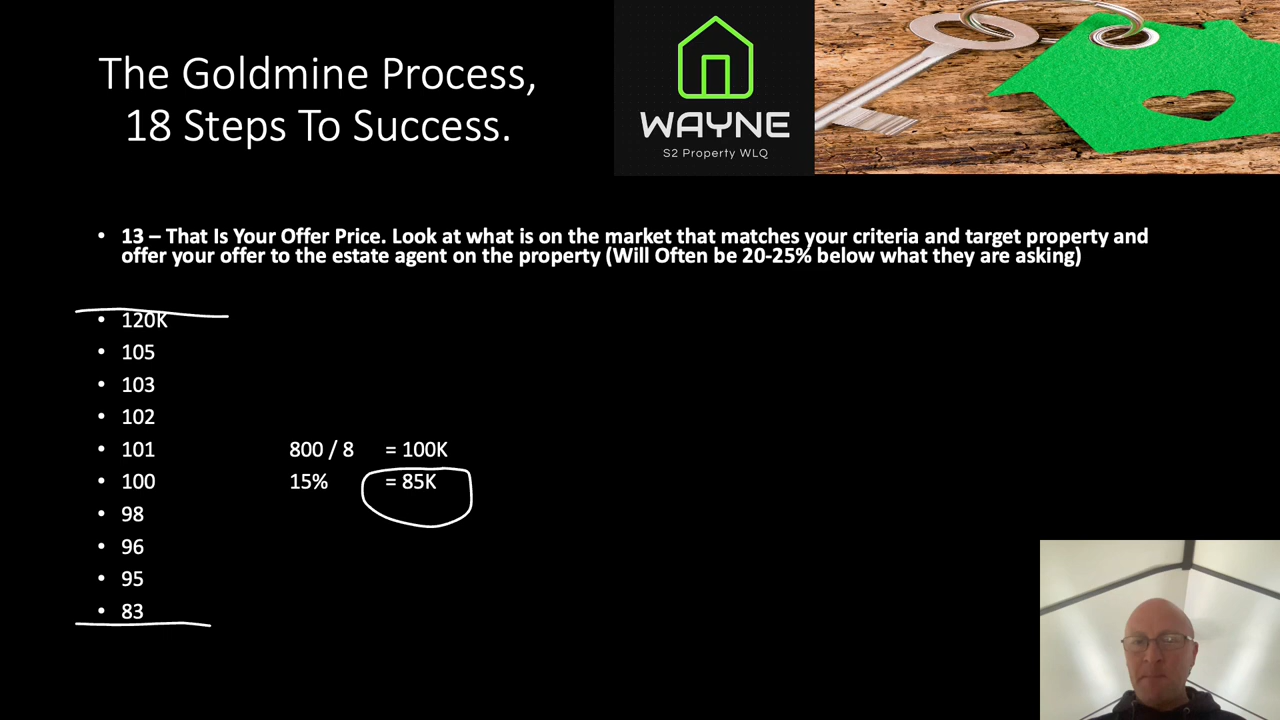 The Goldmine Process,
18 Steps To Success.
WAYNE
S2 Property WLQ
• 13 – That Is Your Offer Price. Look at what is on the market that matches your criteria and target property and
offer your offer to the estate agent on the property (Will Often be 20-25% below what they are asking)
• 120K
• 105
• 103
• 102
• 101 800 / 8 = 100K
• 100 15% = 85K
• 98
• 96
• 95
• 83